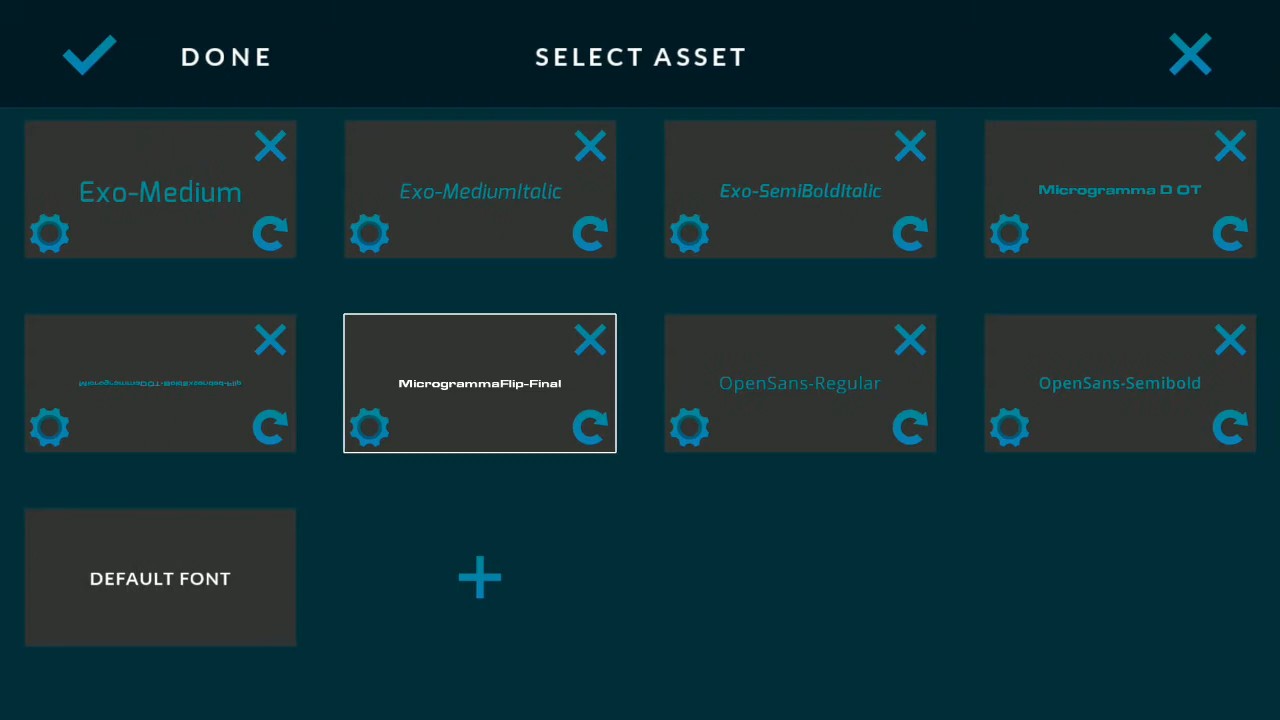 DONE
SELECT ASSET
Exo-Medium
Exo-MediumItalic
Exo-SemiBoldItalic
Microgramma D OT
MicrogrammaFlip-Final
OpenSans-Regular
OpenSans-Semibold
DEFAULT FONT